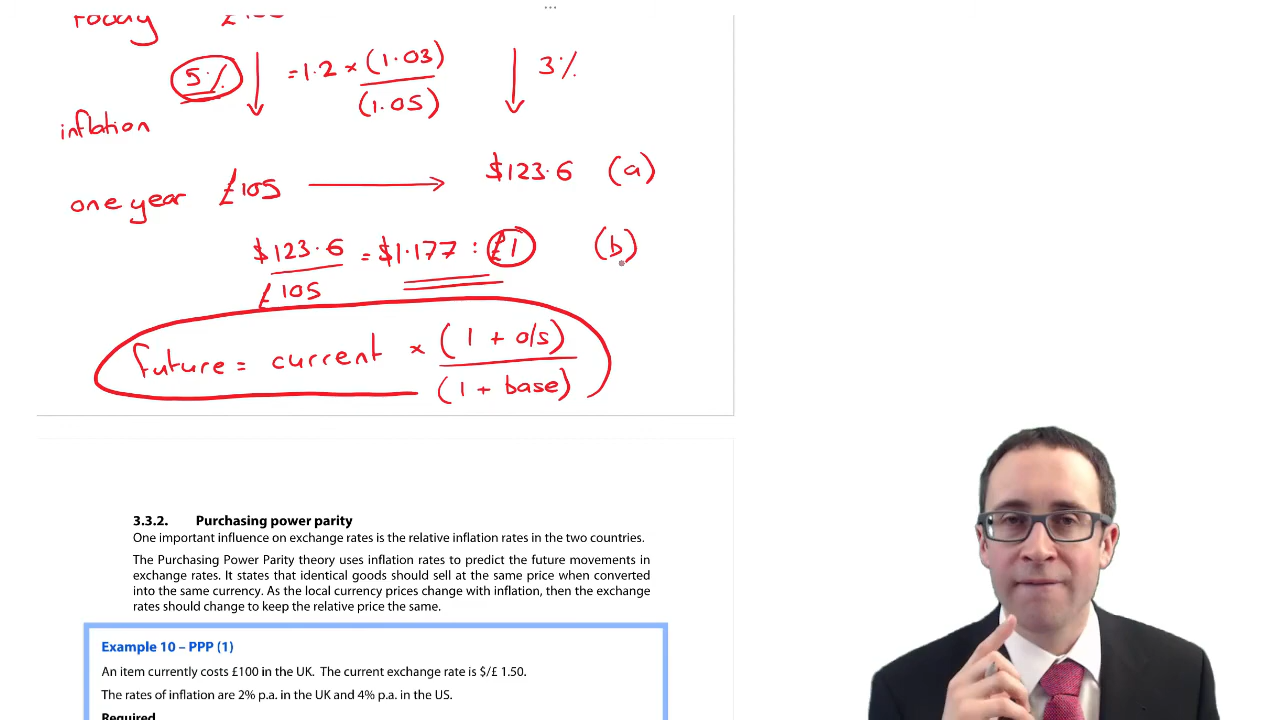 today £100
5% = 1.2 × (1.03) 3%
(1.05)
inflation
one year £105 → $123.6 (a)
$123.6 = $1.177 : £1 (b)
£105
future = current × (1 + o/s)
(1 + base)
3.3.2. Purchasing power parity
One important influence on exchange rates is the relative inflation rates in the two countries.
The Purchasing Power Parity theory uses inflation rates to predict the future movements in
exchange rates. It states that identical goods should sell at the same price when converted
into the same currency. As the local currency prices change with inflation, then the exchange
rates should change to keep the relative price the same.
Example 10 – PPP (1)
An item currently costs £100 in the UK. The current exchange rate is $/£ 1.50.
The rates of inflation are 2% p.a. in the UK and 4% p.a. in the US.
Required